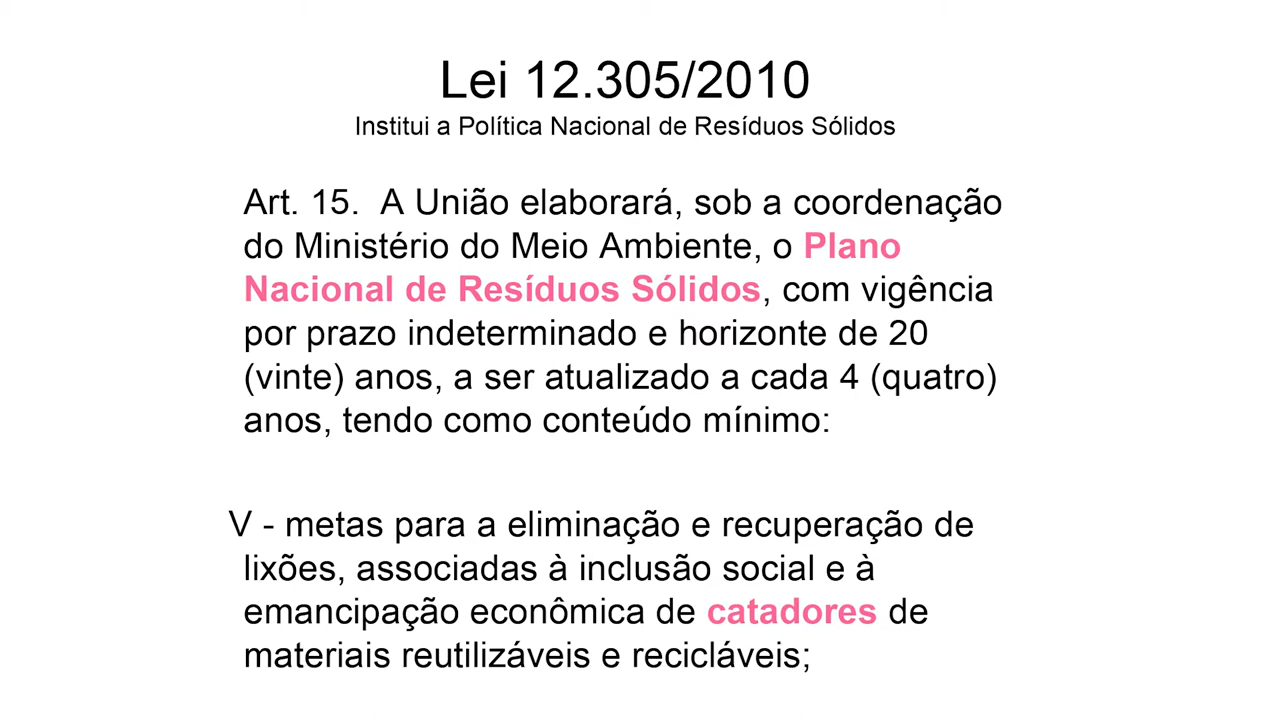 Lei 12.305/2010
Institui a Política Nacional de Resíduos Sólidos
Art. 15.  A União elaborará, sob a coordenação
do Ministério do Meio Ambiente, o Plano
Nacional de Resíduos Sólidos, com vigência
por prazo indeterminado e horizonte de 20
(vinte) anos, a ser atualizado a cada 4 (quatro)
anos, tendo como conteúdo mínimo:
V - metas para a eliminação e recuperação de
lixões, associadas à inclusão social e à
emancipação econômica de catadores de
materiais reutilizáveis e recicláveis;